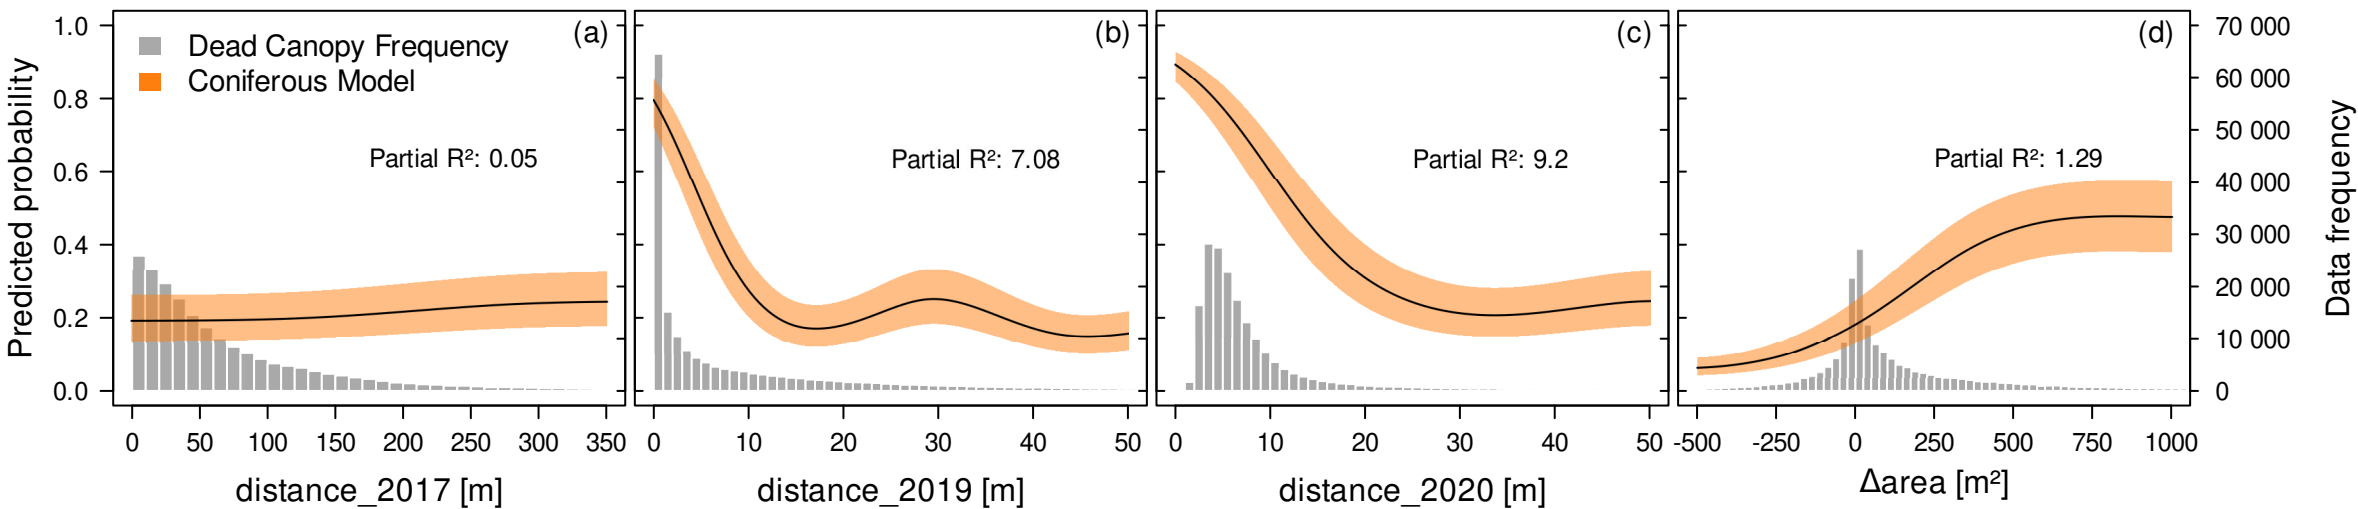 Predicted probability
1.0
0.8
0.6
0.4
0.2
0.0
Dead Canopy Frequency
Coniferous Model
(a)
Partial R²: 0.05
0 50 100 150 200 250 300 350
distance_2017 [m]
(b)
Partial R²: 7.08
0 10 20 30 40 50
distance_2019 [m]
(c)
Partial R²: 9.2
0 10 20 30 40 50
distance_2020 [m]
(d)
Partial R²: 1.29
-500 -250 0 250 500 750 1000
Δarea [m²]
70 000
60 000
50 000
40 000
30 000
20 000
10 000
0
Data frequency